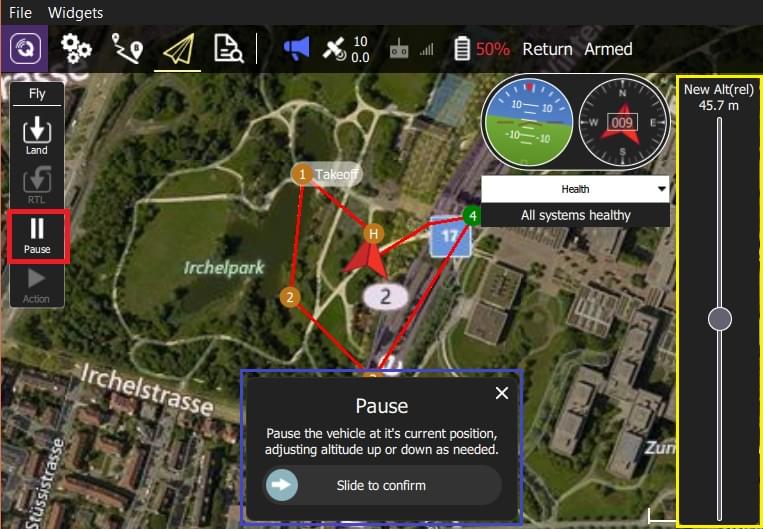 File Widgets
10
0.0
50% Return Armed
Fly
Land
RTL
Pause
Action
New Alt(rel)
45.7 m
10 10
-10 -10
N
W 009 E
S
Health
All systems healthy
1 Takeoff
H
4
17
2
Irchelpark
2
Irchelstrasse
Stüssistrasse
Pause
Pause the vehicle at it's current position,
adjusting altitude up or down as needed.
Slide to confirm